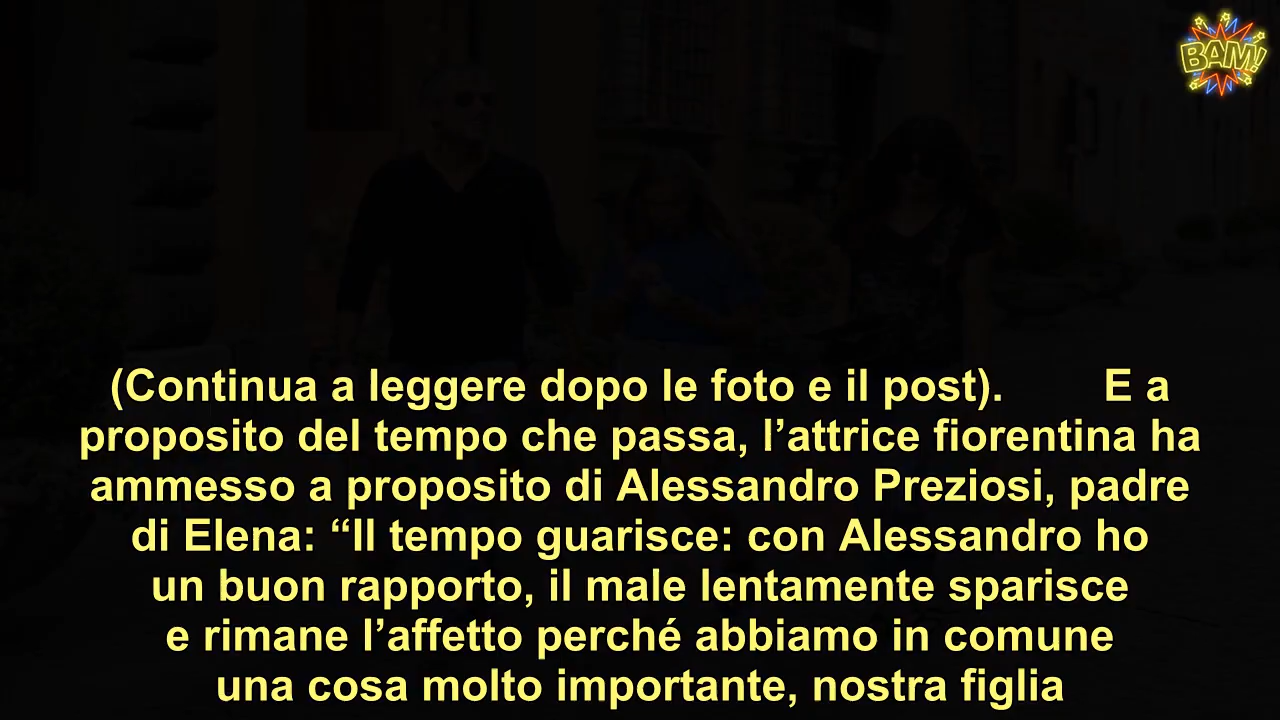 BAM!
(Continua a leggere dopo le foto e il post). E a
proposito del tempo che passa, l’attrice fiorentina ha
ammesso a proposito di Alessandro Preziosi, padre
di Elena: “Il tempo guarisce: con Alessandro ho
un buon rapporto, il male lentamente sparisce
e rimane l’affetto perché abbiamo in comune
una cosa molto importante, nostra figlia